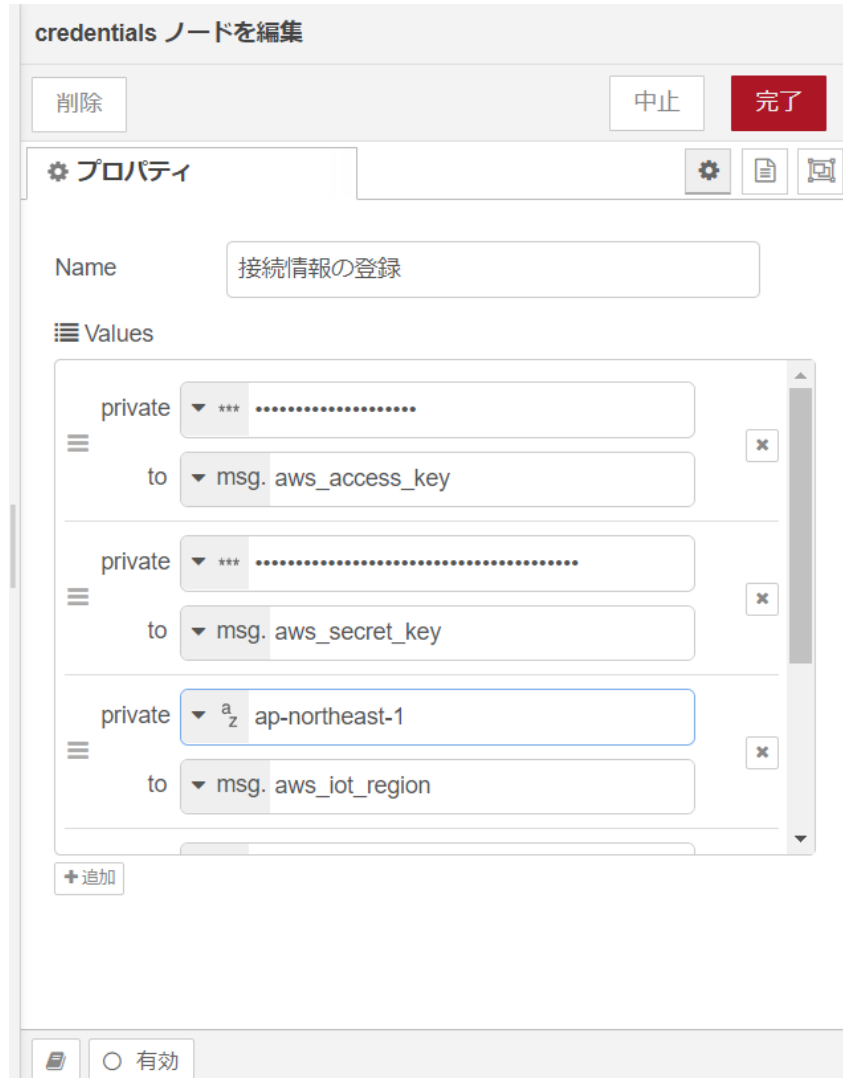 credentials ノードを編集
削除 中止 完了
プロパティ
Name 接続情報の登録
Values
private *** ••••••••••••••••••••
to msg. aws_access_key
private *** ••••••••••••••••••••••••••••••••••••••••
to msg. aws_secret_key
private az ap-northeast-1
to msg. aws_iot_region
+追加
有効